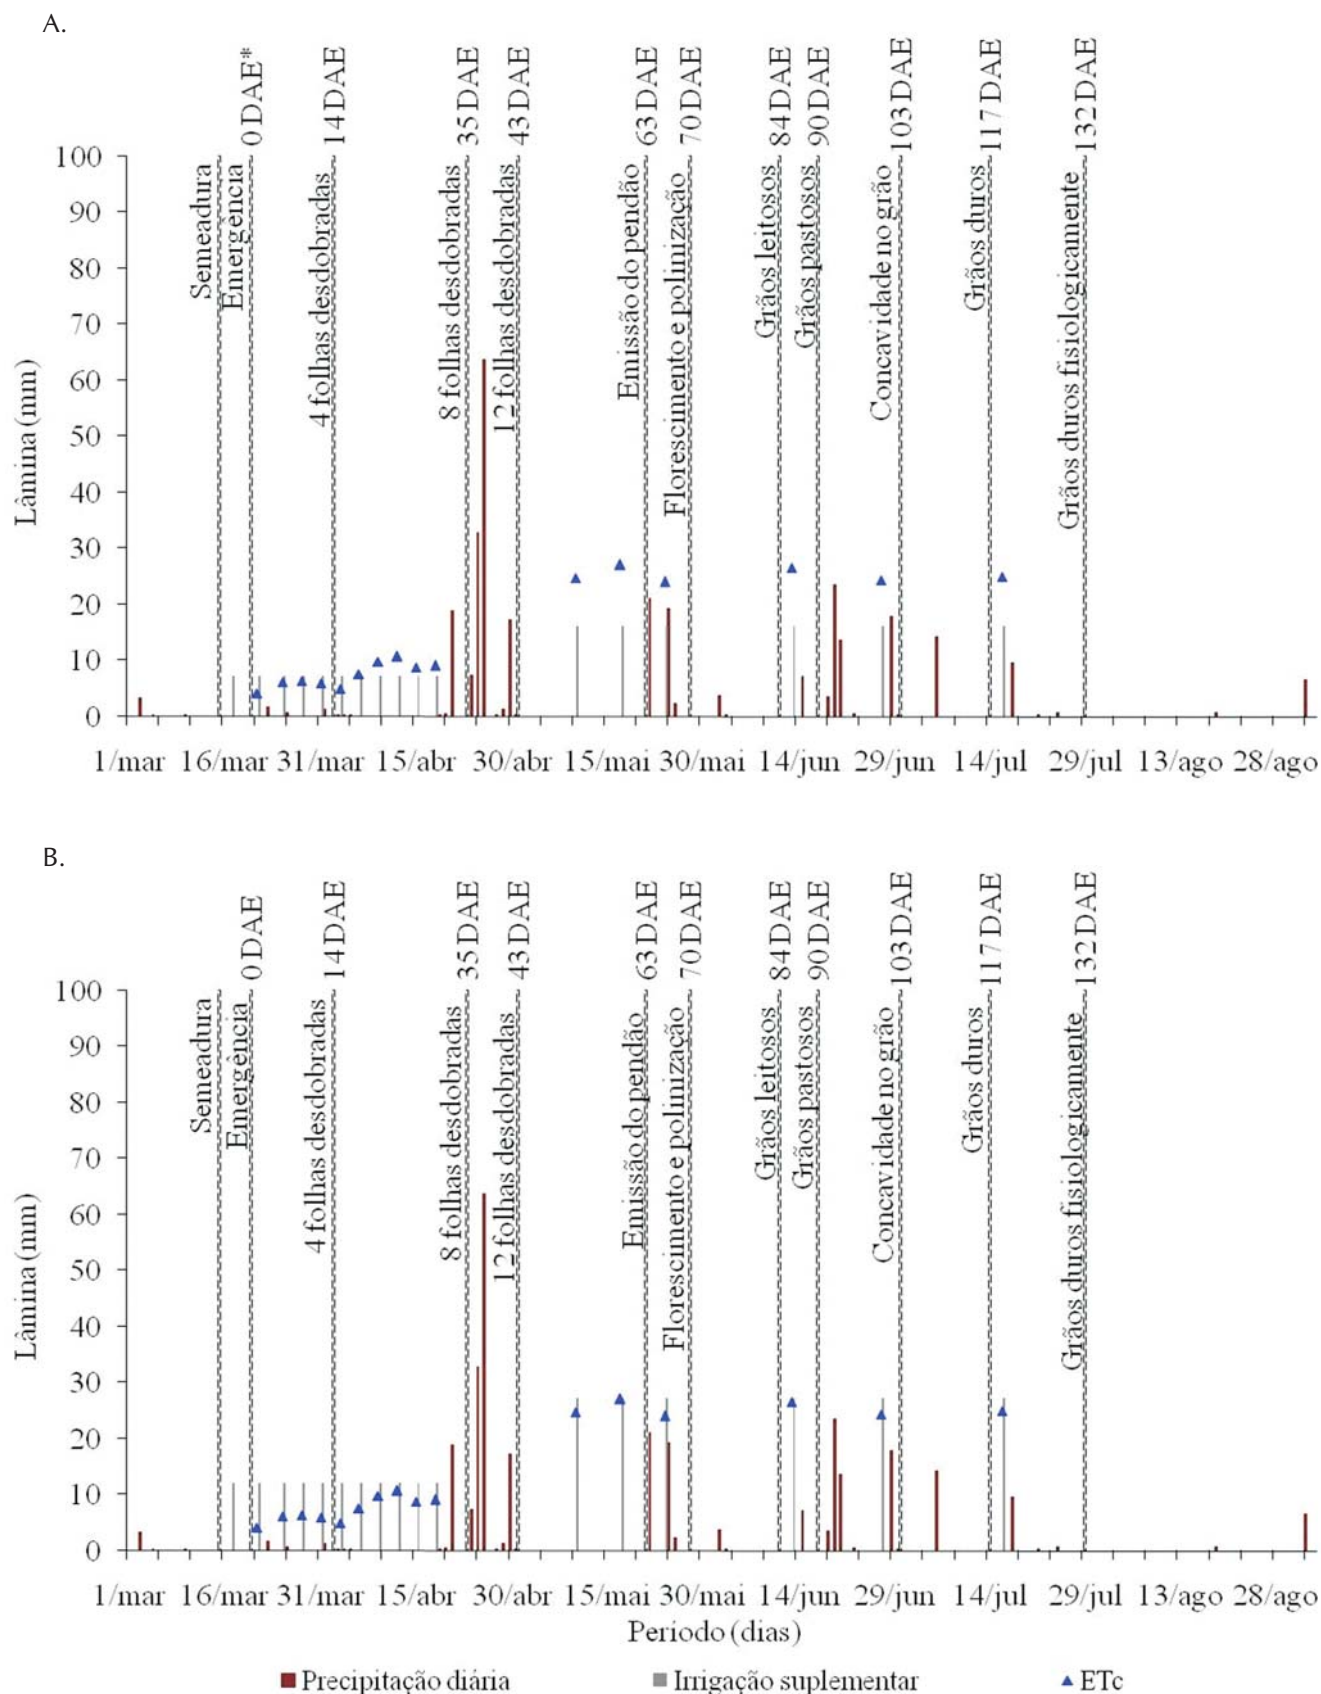 A.
0 DAE*
14 DAE
35 DAE
43 DAE
63 DAE
70 DAE
84 DAE
90 DAE
103 DAE
117 DAE
132 DAE
Semeadura
Emergência
4 folhas desdobradas
8 folhas desdobradas
12 folhas desdobradas
Emissão do pendão
Florescimento e polinização
Grãos leitosos
Grãos pastosos
Concavidade no grão
Grãos duros
Grãos duros fisiologicamente
Lâmina (mm)
100
90
80
70
60
50
40
30
20
10
0
1/mar 16/mar 31/mar 15/abr 30/abr 15/mai 30/mai 14/jun 29/jun 14/jul 29/jul 13/ago 28/ago
B.
0 DAE
14 DAE
35 DAE
43 DAE
63 DAE
70 DAE
84 DAE
90 DAE
103 DAE
117 DAE
132 DAE
Semeadura
Emergência
4 folhas desdobradas
8 folhas desdobradas
12 folhas desdobradas
Emissão do pendão
Florescimento e polinização
Grãos leitosos
Grãos pastosos
Concavidade no grão
Grãos duros
Grãos duros fisiologicamente
Lâmina (mm)
100
90
80
70
60
50
40
30
20
10
0
1/mar 16/mar 31/mar 15/abr 30/abr 15/mai 30/mai 14/jun 29/jun 14/jul 29/jul 13/ago 28/ago
Período (dias)
Precipitação diária Irrigação suplementar ETc